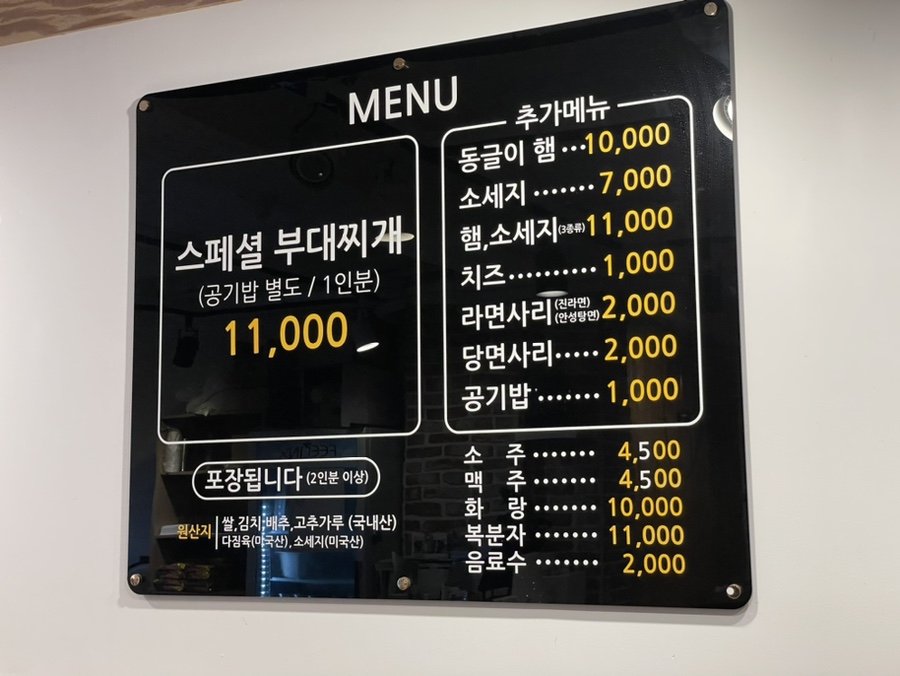 MENU
스페셜 부대찌개
(공기밥 별도 / 1인분)
11,000
포장됩니다 (2인분 이상)
원산지
쌀,김치;배추,고추가루 (국내산)
다짐육(미국산), 소세지(미국산)
추가메뉴
동글이 햄 ···10,000
소세지 ······· 7,000
햄,소세지(3종류)11,000
치즈·········· 1,000
라면사리(진라면)(안성탕면)2,000
당면사리····· 2,000
공기밥 ······· 1,000
소 주 ······· 4,500
맥 주 ······· 4,500
화 랑 ······· 10,000
복분자 ······· 11,000
음료수 ······· 2,000